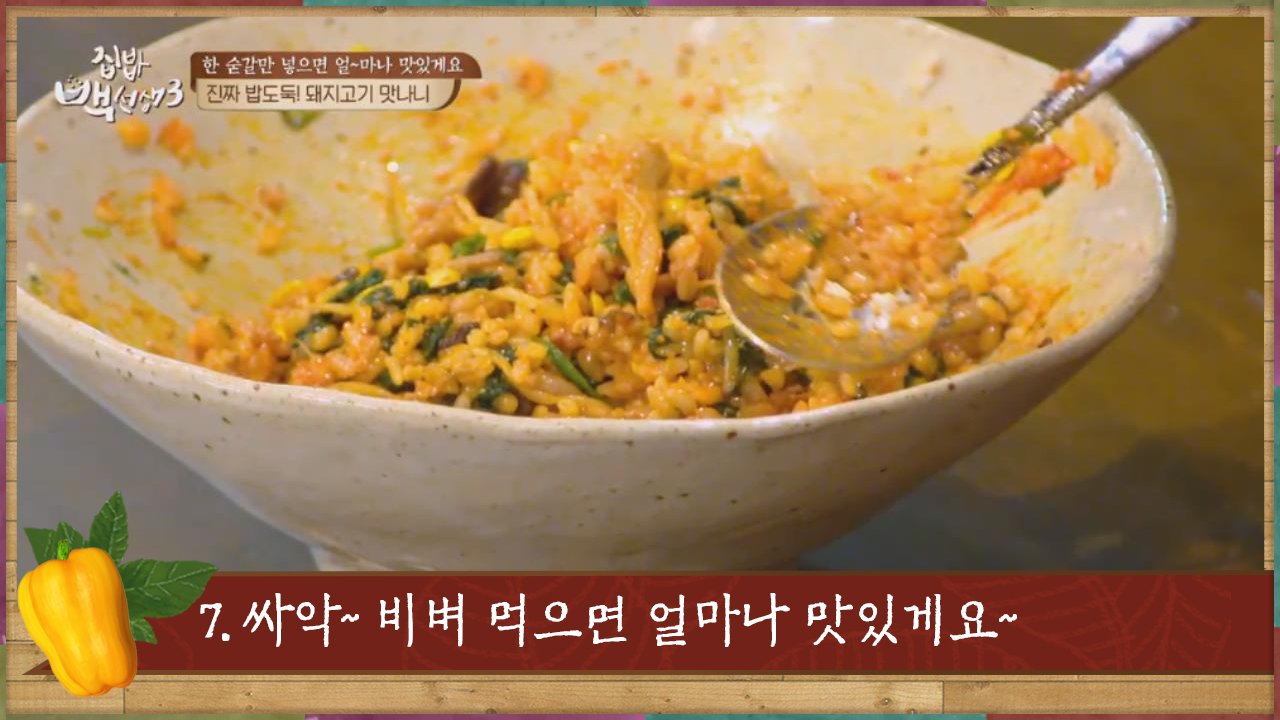 집밥
백선생3
한 숟갈만 넣으면 얼~마나 맛있게요
진짜 밥도둑! 돼지고기 맛나니
7. 싸악~ 비벼 먹으면 얼마나 맛있게요~